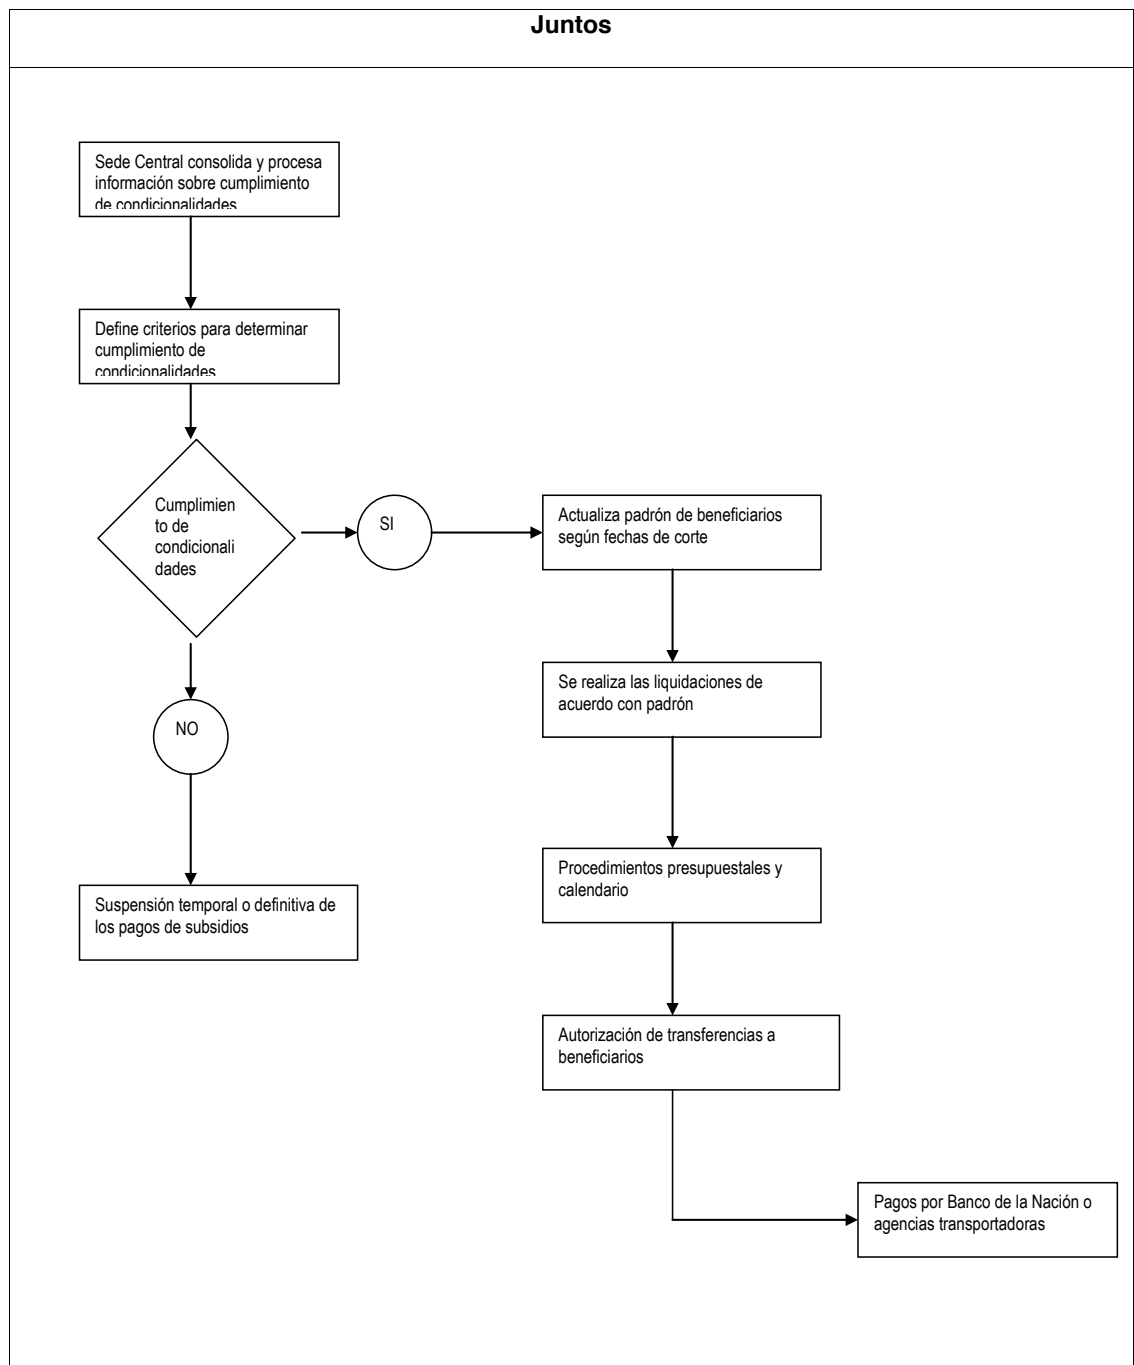 Juntos
Sede Central consolida y procesa
información sobre cumplimiento
de condicionalidades
Define criterios para determinar
cumplimiento de
condicionalidades
Cumplimien
to de
condicionali
dades
SI
Actualiza padrón de beneficiarios
según fechas de corte
Se realiza las liquidaciones de
acuerdo con padrón
NO
Procedimientos presupuestales y
calendario
Suspensión temporal o definitiva de
los pagos de subsidios
Autorización de transferencias a
beneficiarios
Pagos por Banco de la Nación o
agencias transportadoras